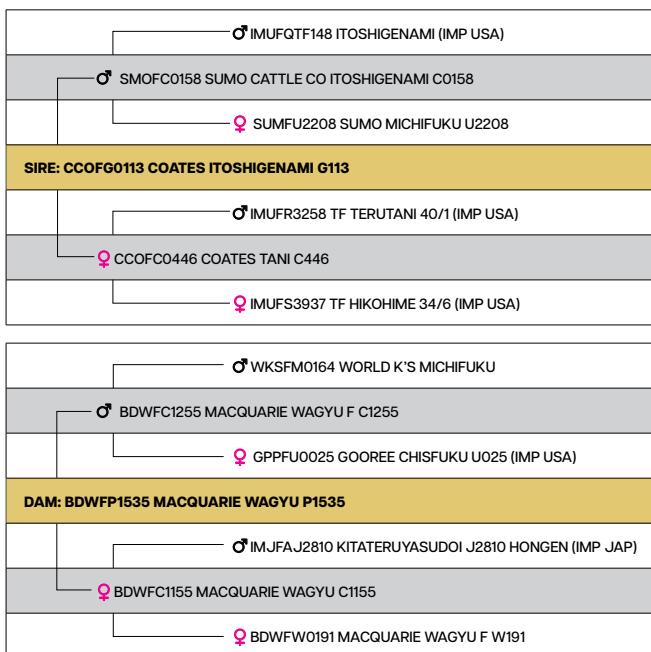 IMUFQTF148 ITOSHIGENAMI (IMP USA)
SMOFC0158 SUMO CATTLE CO ITOSHIGENAMI C0158
SUMFU2208 SUMO MICHIFUKU U2208
SIRE: CCOFG0113 COATES ITOSHIGENAMI G113
IMUFR3258 TF TERUTANI 40/1 (IMP USA)
CCOFC0446 COATES TANI C446
IMUFS3937 TF HIKOHIME 34/6 (IMP USA)
WKSFM0164 WORLD K'S MICHIFUKU
BDWFC1255 MACQUARIE WAGYU F C1255
GPPFU0025 GOOREE CHISFUKU U025 (IMP USA)
DAM: BDWFP1535 MACQUARIE WAGYU P1535
IMJFAJ2810 KITATERUYASUDOI J2810 HONGEN (IMP JAP)
BDWFC1155 MACQUARIE WAGYU C1155
BDWFW0191 MACQUARIE WAGYU F W191